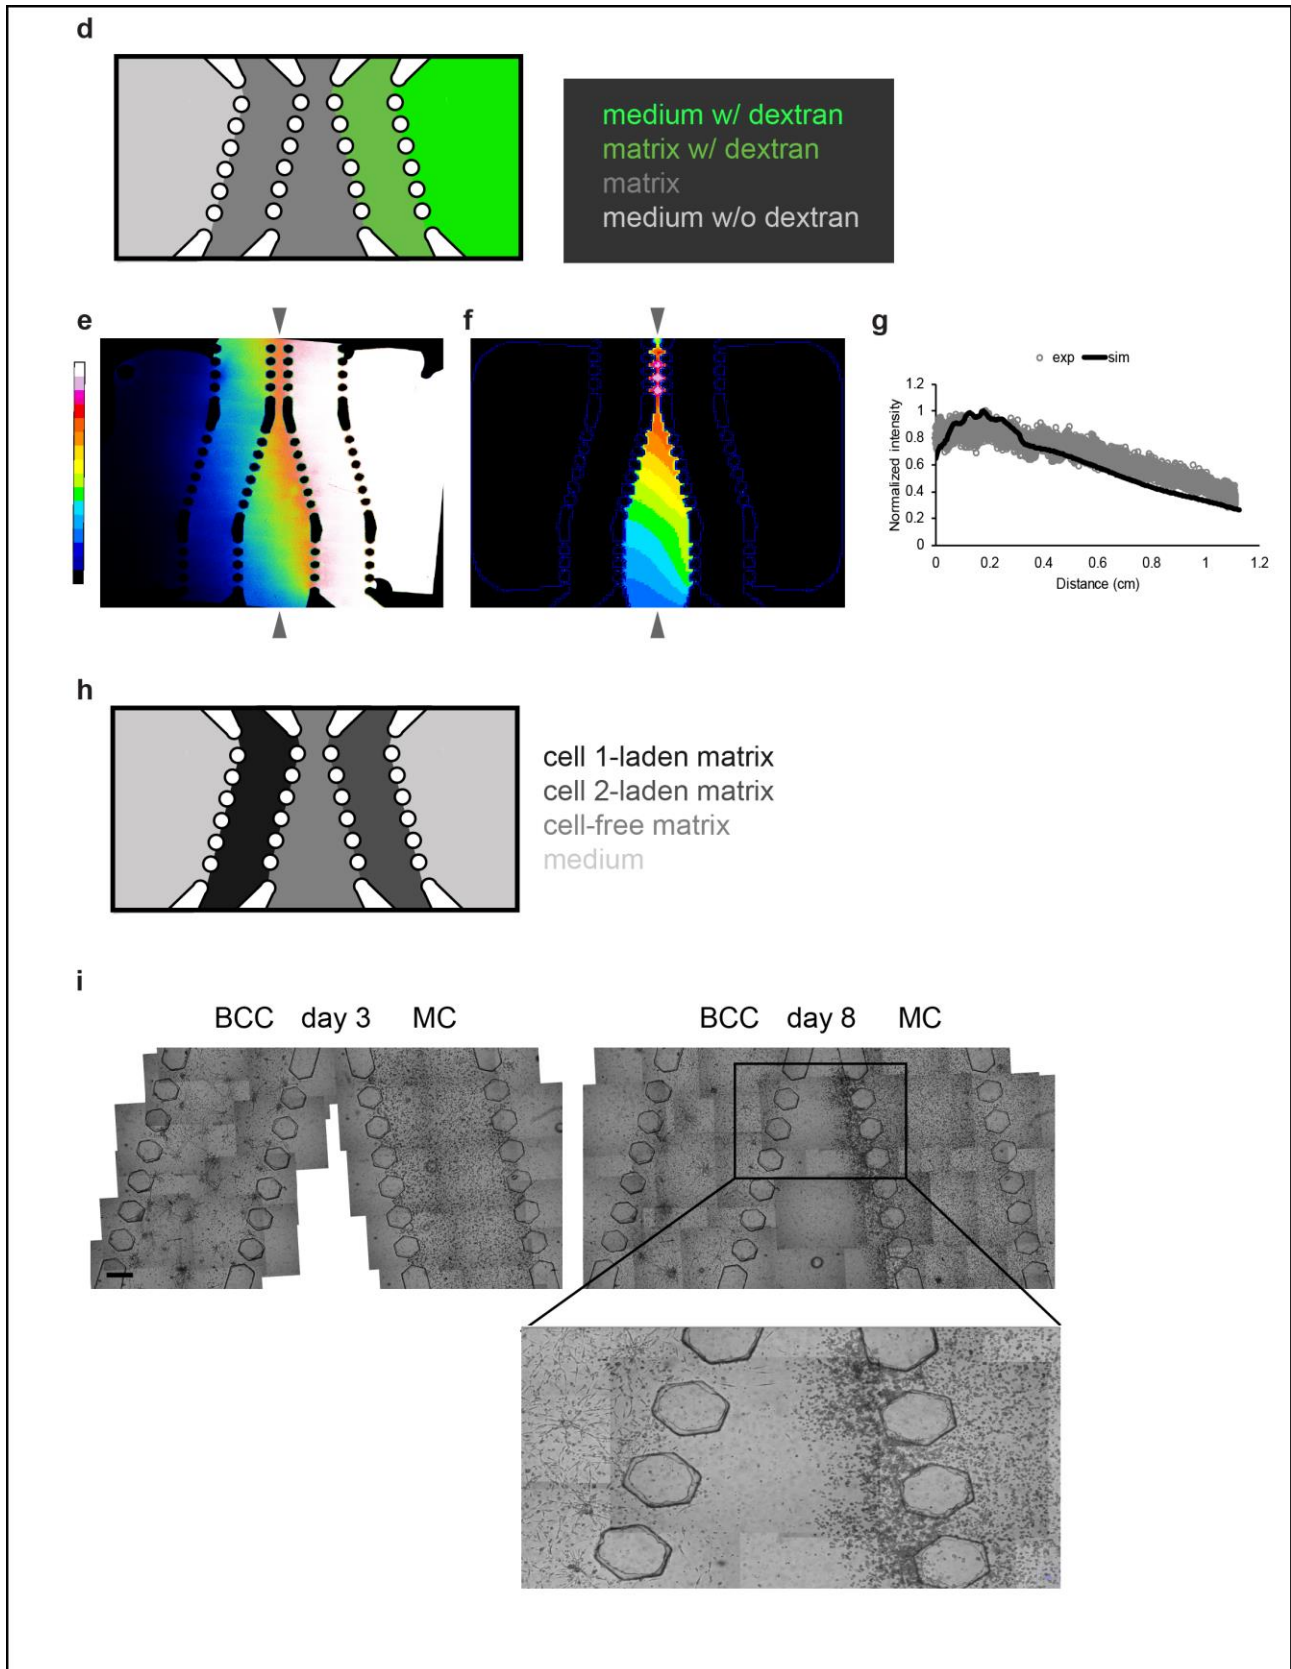 d
medium w/ dextran
matrix w/ dextran
matrix
medium w/o dextran
e
f
g
exp sim
1.2
1
0.8
0.6
0.4
0.2
0
Normalized intensity
0 0.2 0.4 0.6 0.8 1 1.2
Distance (cm)
h
cell 1-laden matrix
cell 2-laden matrix
cell-free matrix
medium
i
BCC day 3 MC
BCC day 8 MC